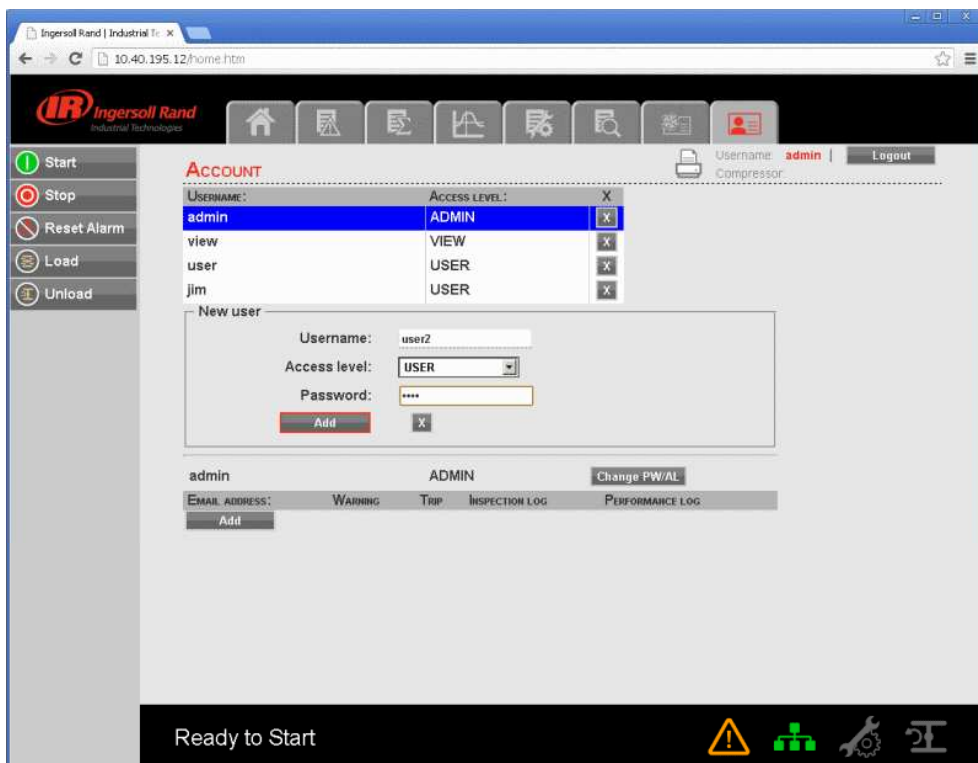 Ingersoll Rand | Industrial Te
10.40.195.12/home.htm
IR Ingersoll Rand
Industrial Technologies
Start
Stop
Reset Alarm
Load
Unload
Username: admin | Logout
Compressor:
ACCOUNT
USERNAME: ACCESS LEVEL: X
admin ADMIN X
view VIEW X
user USER X
jim USER X
New user
Username: user2
Access level: USER
Password: ••••
Add X
admin ADMIN Change PW/AL
EMAIL ADDRESS: WARNING TRIP INSPECTION LOG PERFORMANCE LOG
Add
Ready to Start